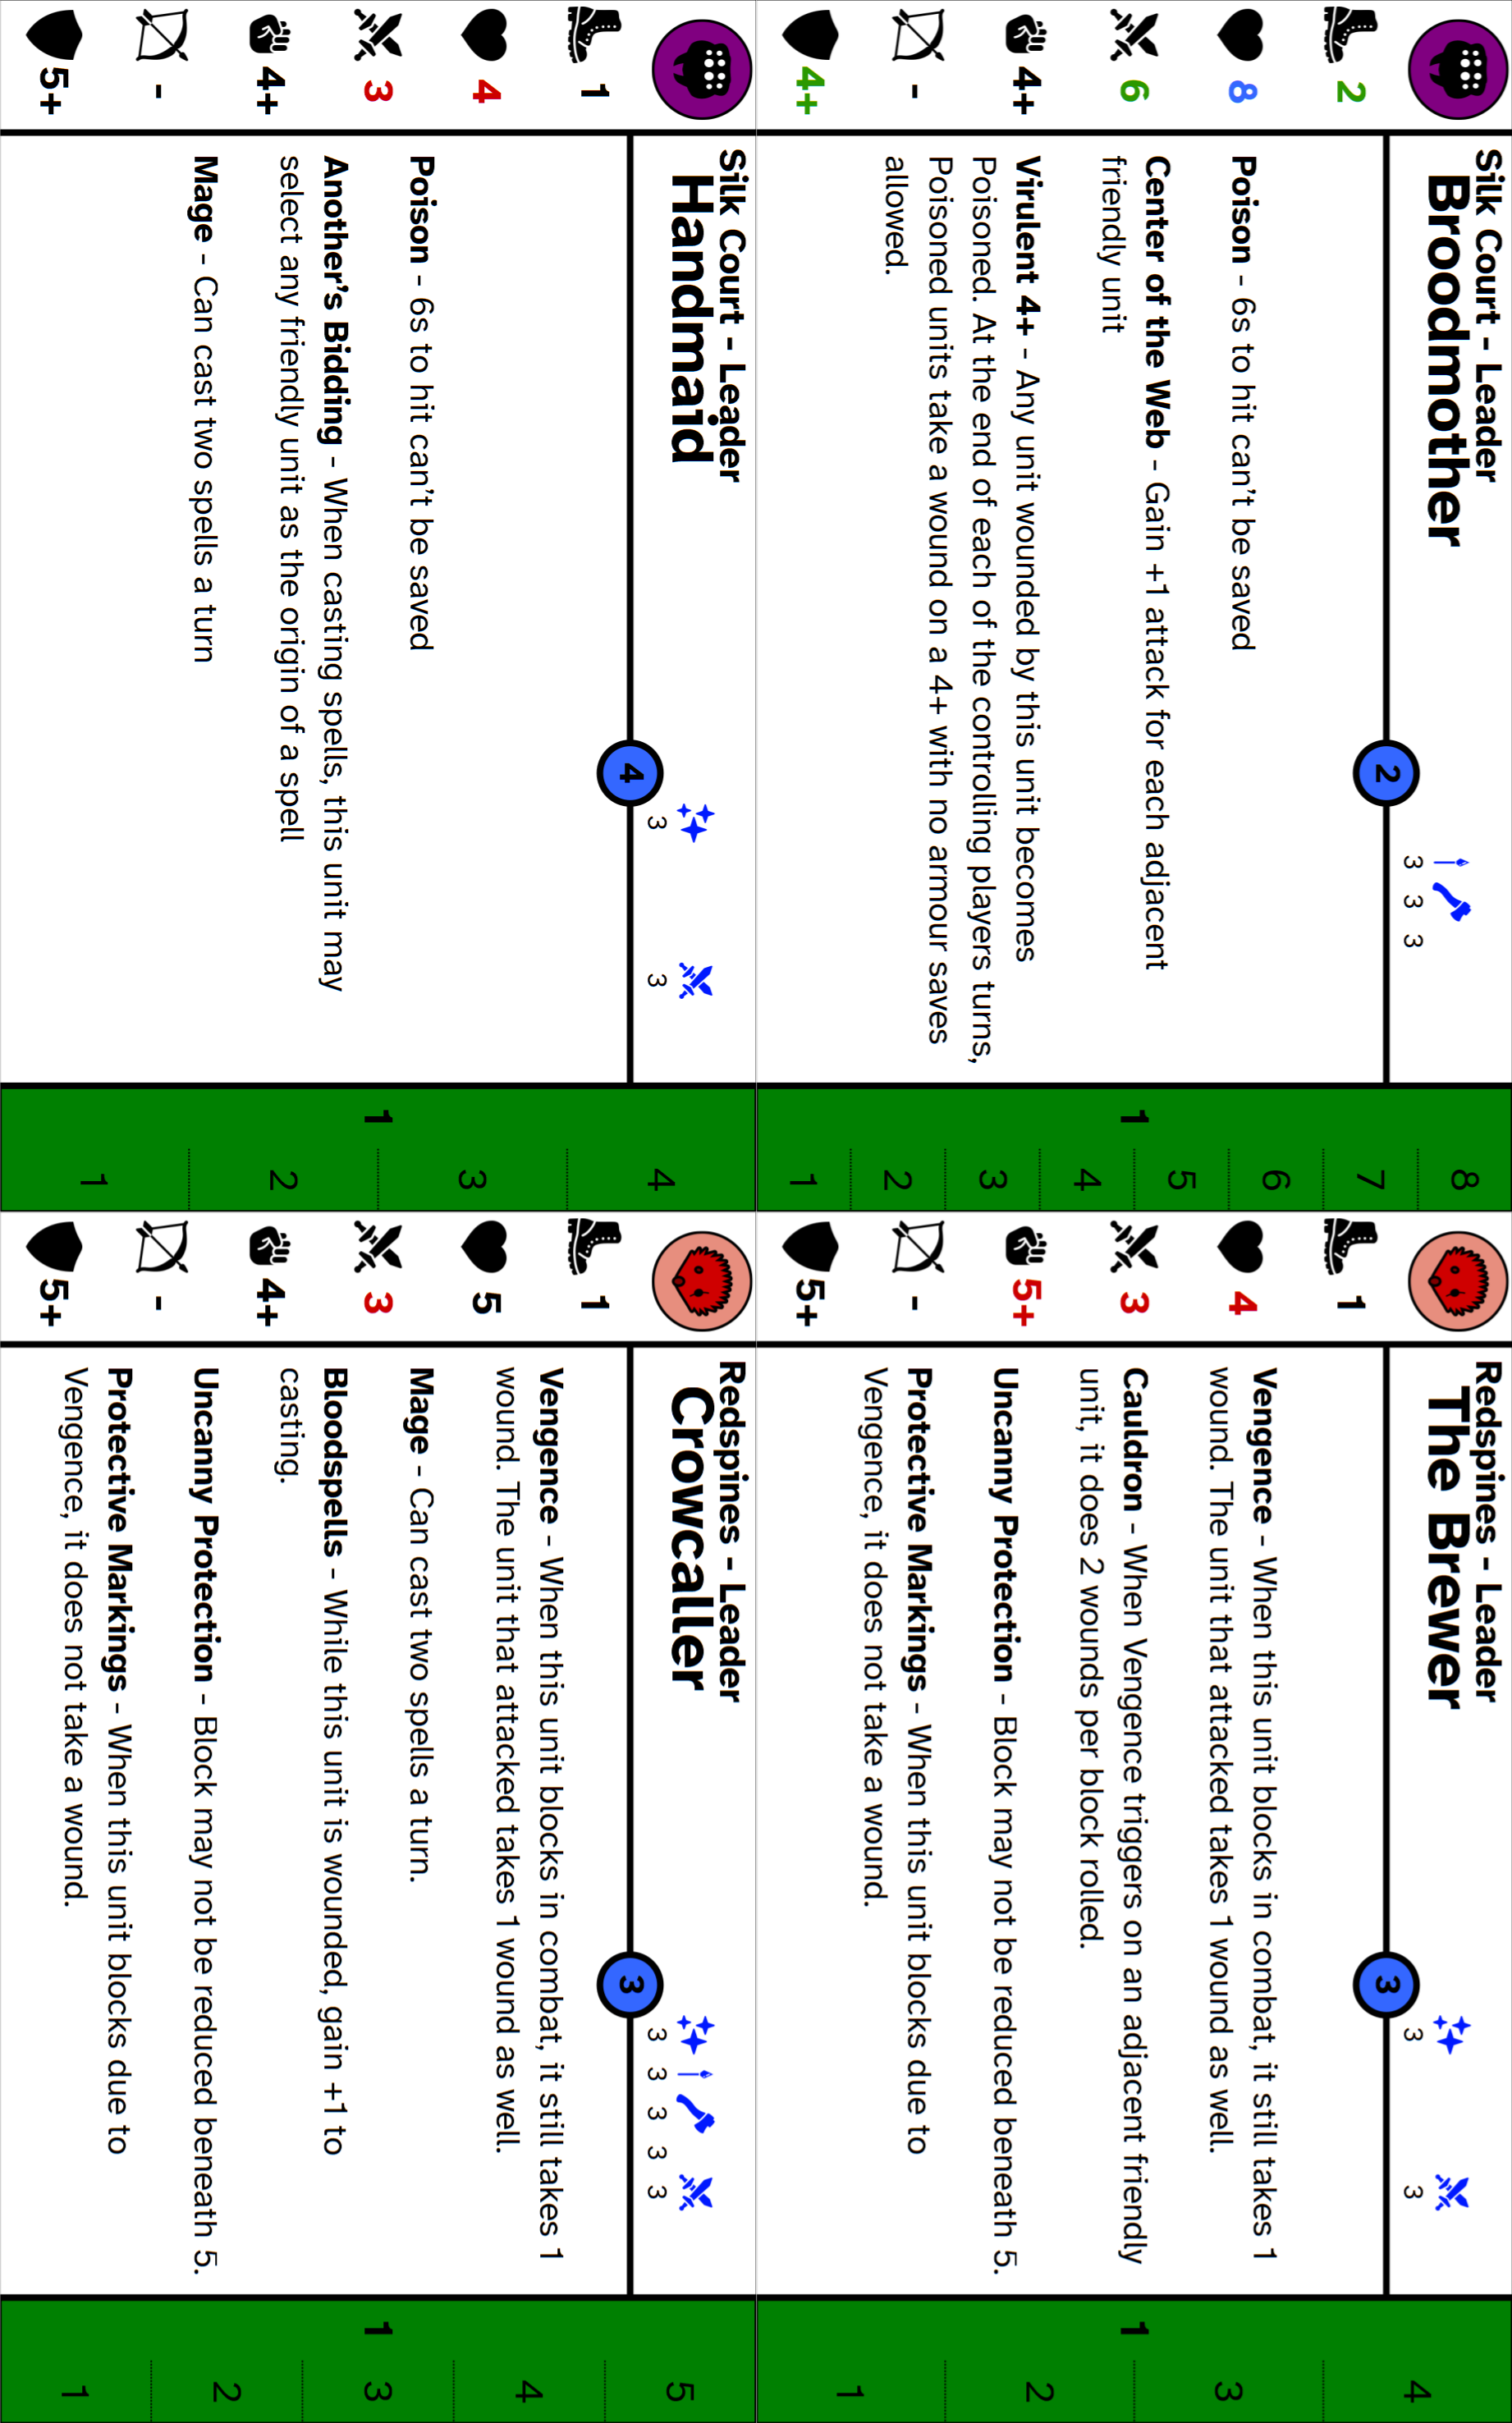 Silk Court - Leader
Broodmother
3 3 3
2
2
8
6
4+
-
4+
Poison - 6s to hit can't be saved
Center of the Web - Gain +1 attack for each adjacent
friendly unit
Virulent 4+ - Any unit wounded by this unit becomes
Poisoned. At the end of each of the controlling players turns,
Poisoned units take a wound on a 4+ with no armour saves
allowed.
1
8
7
6
5
4
3
2
1
Redspines - Leader
The Brewer
3 3
3
1
4
3
5+
-
5+
Vengence - When this unit blocks in combat, it still takes 1
wound. The unit that attacked takes 1 wound as well.
Cauldron - When Vengence triggers on an adjacent friendly
unit, it does 2 wounds per block rolled.
Uncanny Protection - Block may not be reduced beneath 5.
Protective Markings - When this unit blocks due to
Vengence, it does not take a wound.
1
4
3
2
1
Silk Court - Leader
Handmaid
3 3
4
1
4
3
4+
-
5+
Poison - 6s to hit can't be saved
Another's Bidding - When casting spells, this unit may
select any friendly unit as the origin of a spell
Mage - Can cast two spells a turn
1
4
3
2
1
Redspines - Leader
Crowcaller
3 3 3 3 3
3
1
5
3
4+
-
5+
Vengence - When this unit blocks in combat, it still takes 1
wound. The unit that attacked takes 1 wound as well.
Mage - Can cast two spells a turn.
Bloodspells - While this unit is wounded, gain +1 to
casting.
Uncanny Protection - Block may not be reduced beneath 5.
Protective Markings - When this unit blocks due to
Vengence, it does not take a wound.
1
5
4
3
2
1